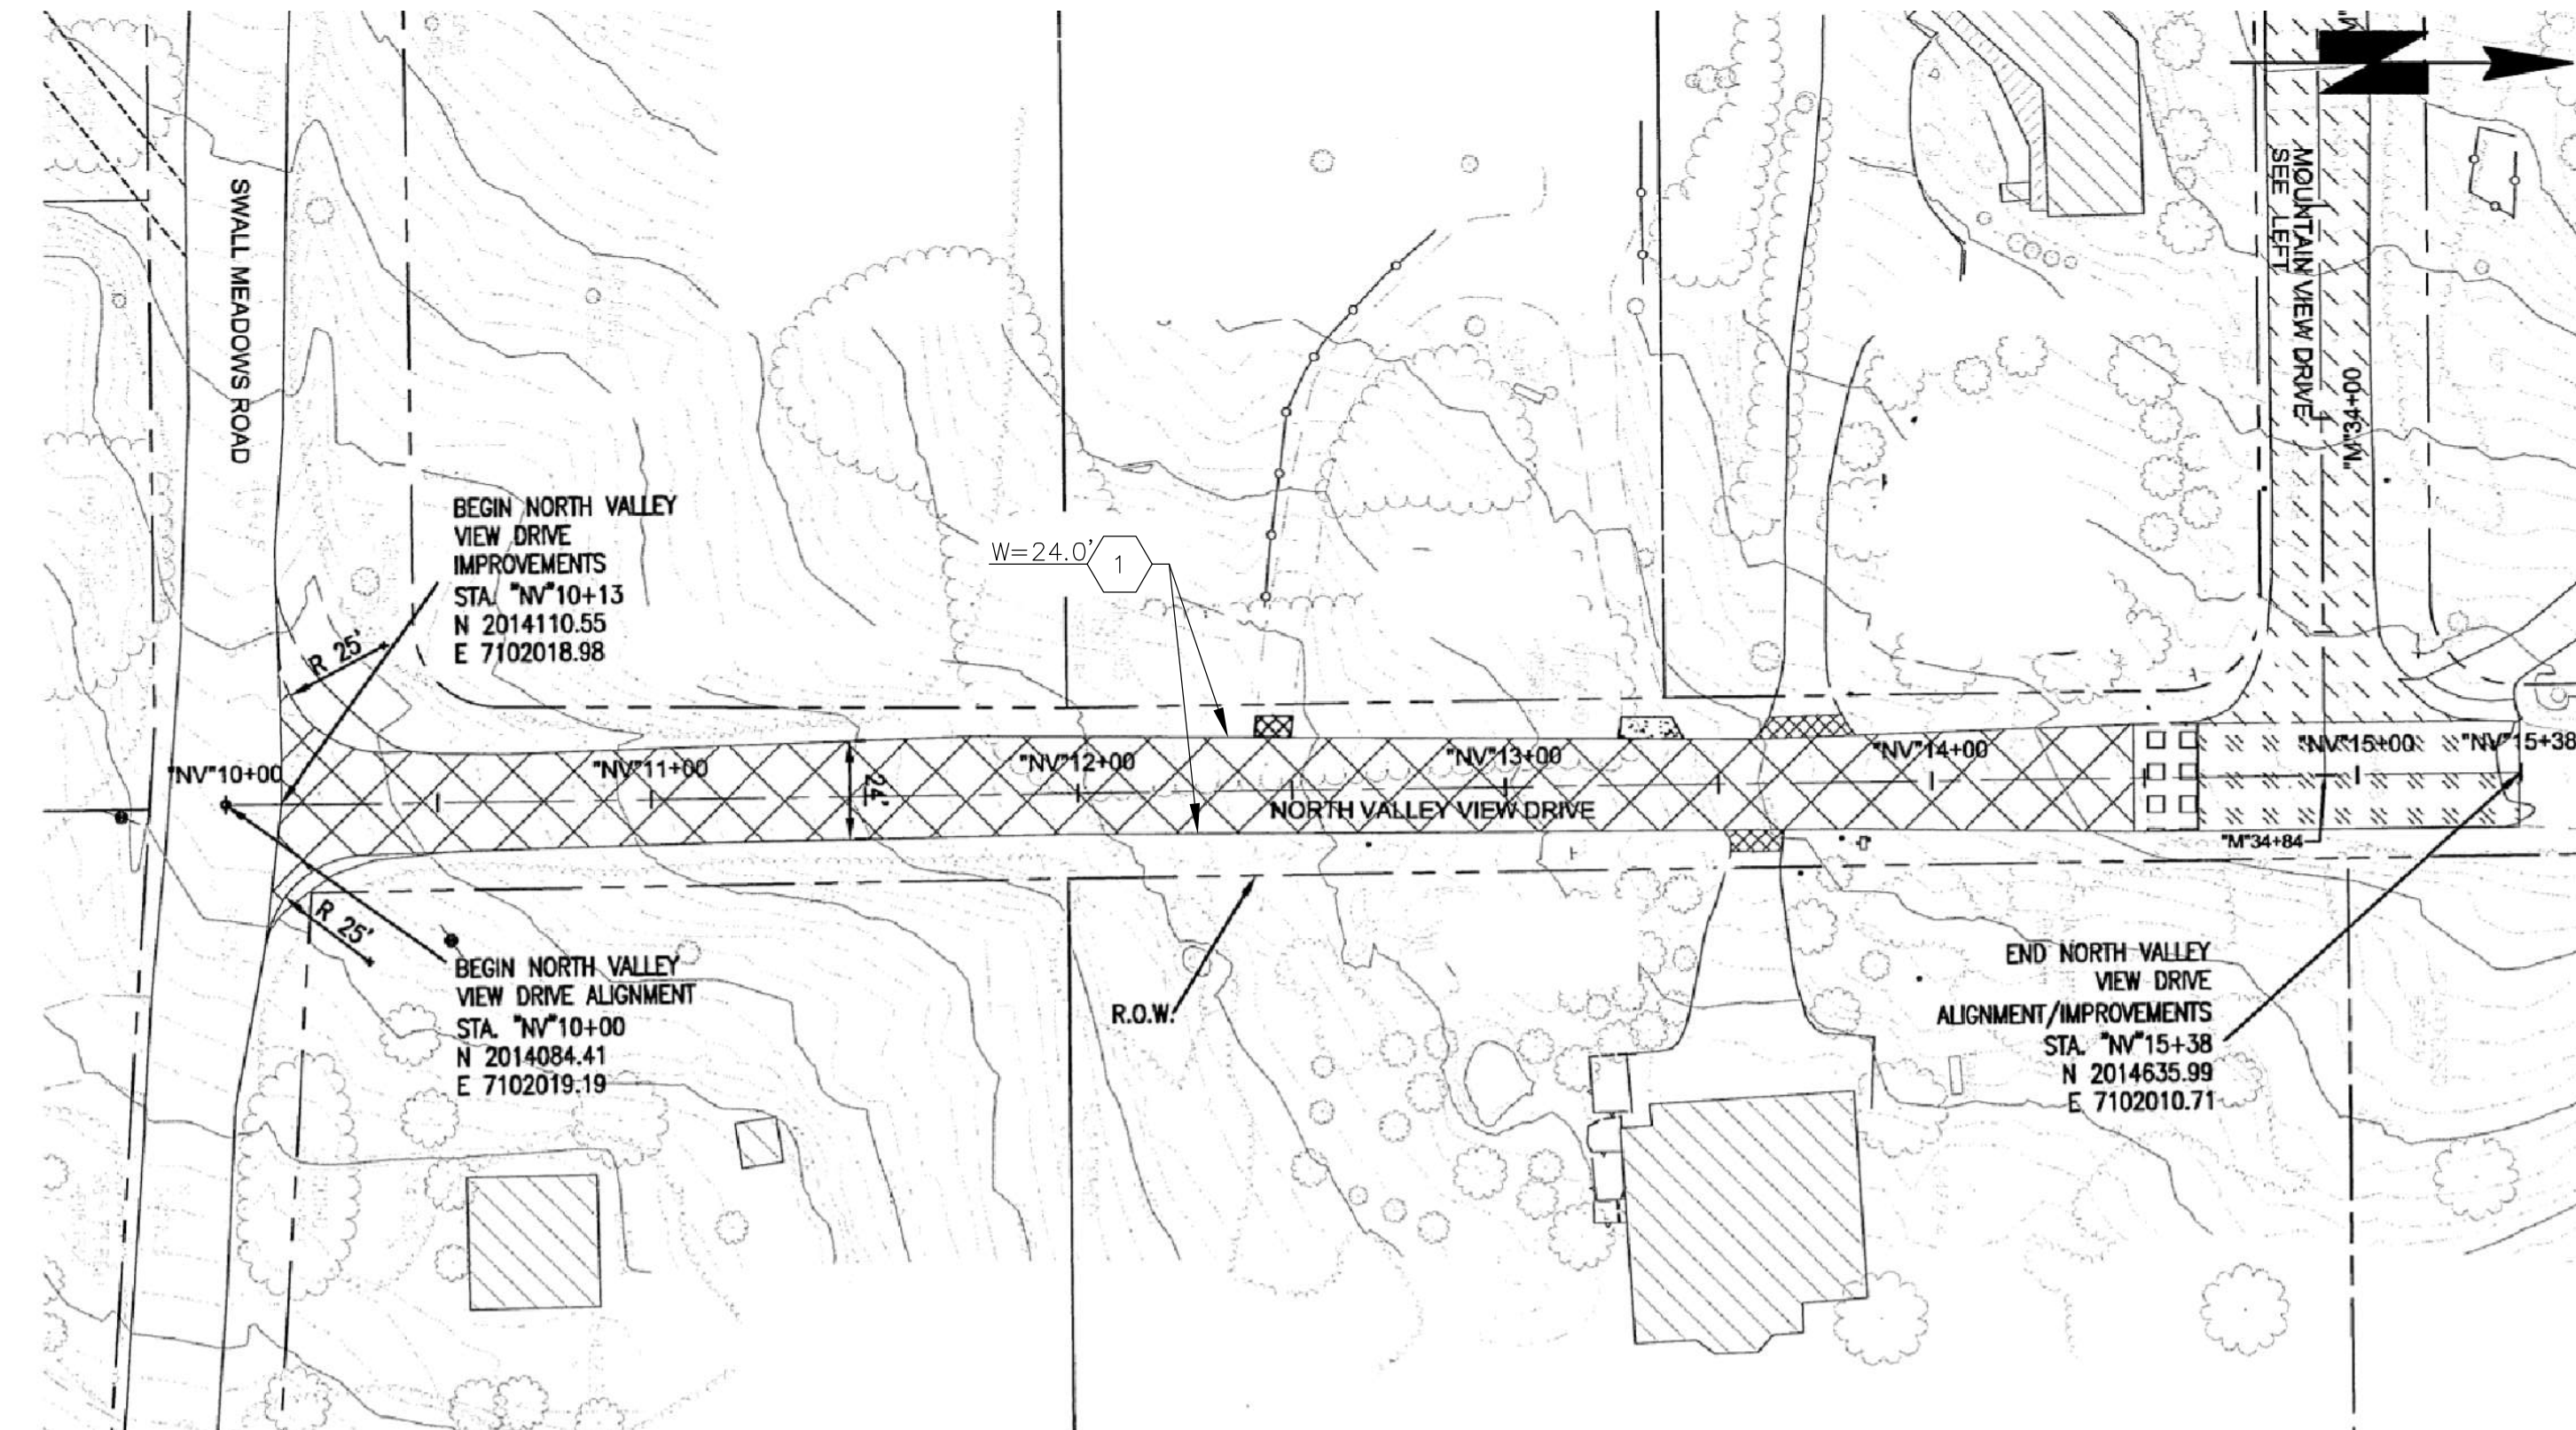 SWALL MEADOWS ROAD
MOUNTAIN VIEW DRIVE
SEE LEFT
"M"34+00
BEGIN NORTH VALLEY
VIEW DRIVE
IMPROVEMENTS
STA. "NV"10+13
N 2014110.55
E 7102018.98
W=24.0'
1
R 25'
"NV"10+00
"NV"11+00
"NV"12+00
"NV"13+00
"NV"14+00
"NV"15+00
"NV"15+38
24'
NORTH VALLEY VIEW DRIVE
"M"34+84
R 25'
BEGIN NORTH VALLEY
VIEW DRIVE ALIGNMENT
STA. "NV"10+00
N 2014084.41
E 7102019.19
R.O.W.
END NORTH VALLEY
VIEW DRIVE
ALIGNMENT/IMPROVEMENTS
STA. "NV"15+38
N 2014635.99
E 7102010.71